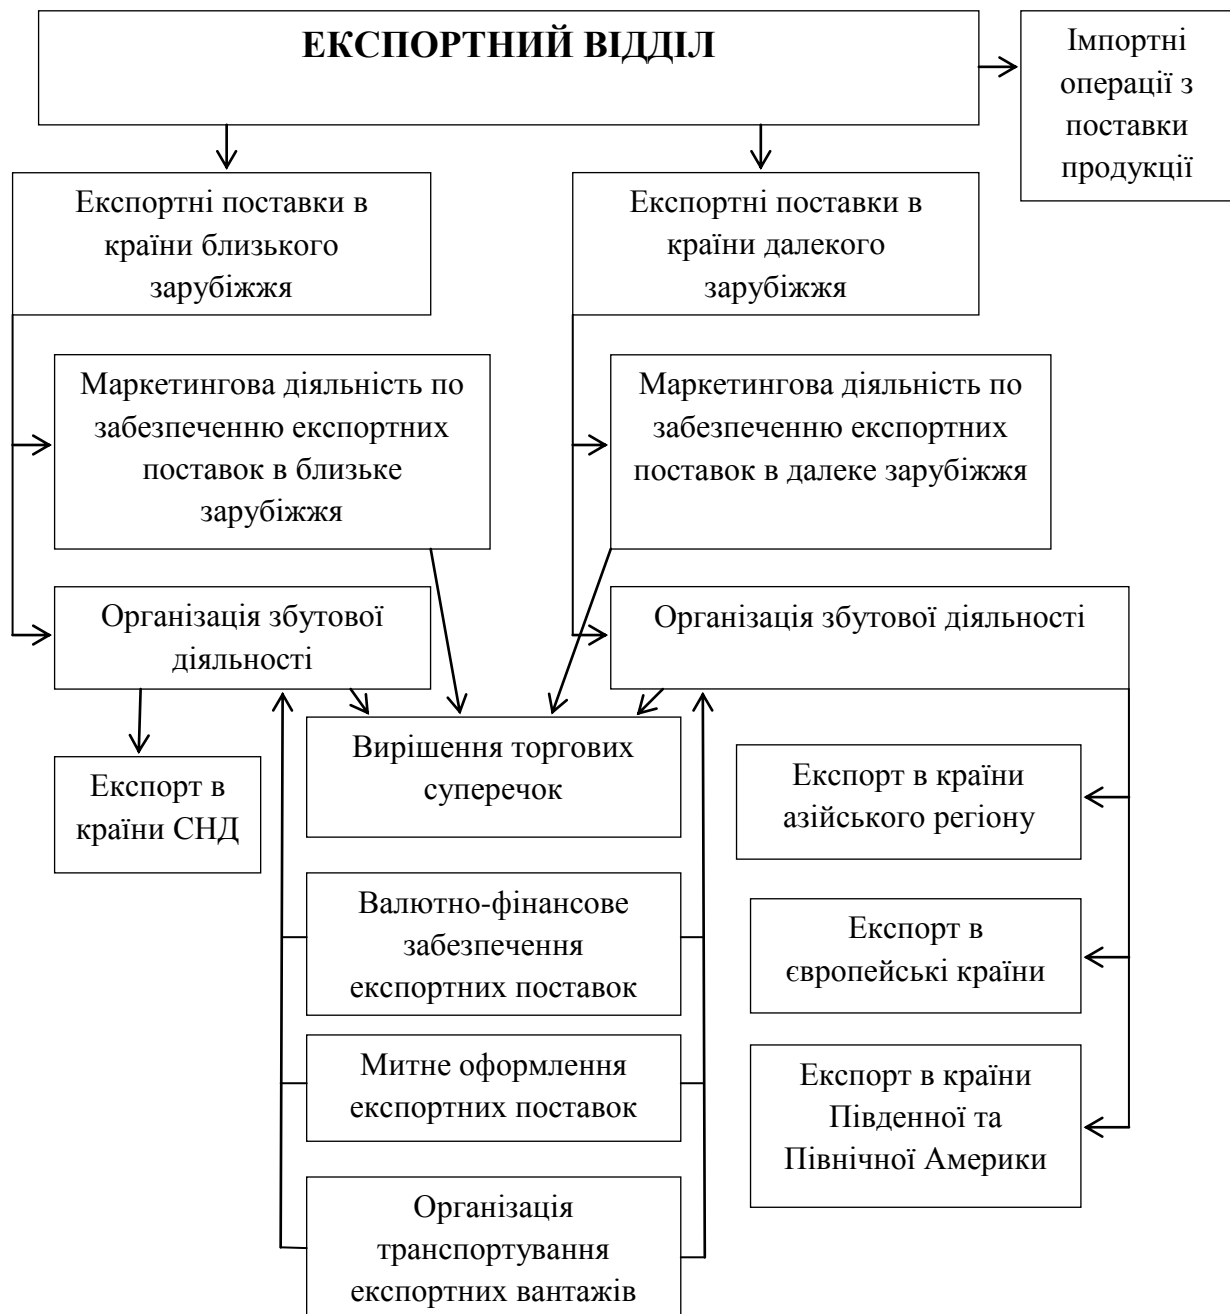 ЕКСПОРТНИЙ ВІДДІЛ
Імпортні
операції з
поставки
продукції
Експортні поставки в
країни близького
зарубіжжя
Експортні поставки в
країни далекого
зарубіжжя
Маркетингова діяльність по
забезпеченню експортних
поставок в близьке
зарубіжжя
Маркетингова діяльність по
забезпеченню експортних
поставок в далеке зарубіжжя
Організація збутової
діяльності
Організація збутової діяльності
Вирішення торгових
суперечок
Експорт в
країни СНД
Експорт в країни
азійського регіону
Валютно-фінансове
забезпечення
експортних поставок
Експорт в
європейські країни
Митне оформлення
експортних поставок
Експорт в країни
Південної та
Північної Америки
Організація
транспортування
експортних вантажів